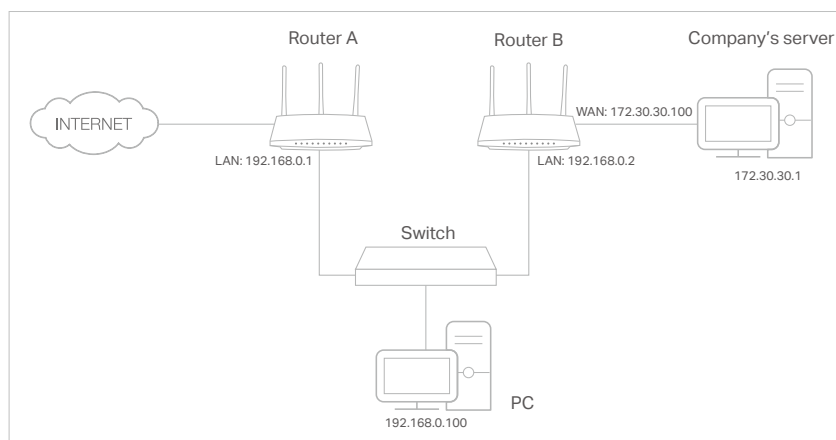 Router A
Router B
Company's server
INTERNET
WAN: 172.30.30.100
LAN: 192.168.0.1
LAN: 192.168.0.2
172.30.30.1
Switch
PC
192.168.0.100